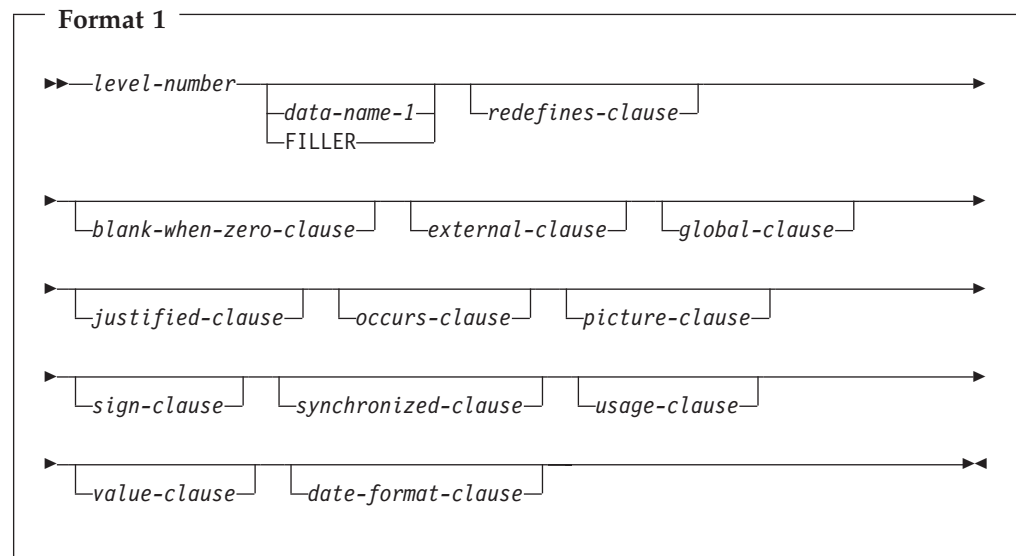 Format 1
level-number data-name-1 redefines-clause
FILLER
blank-when-zero-clause external-clause global-clause
justified-clause occurs-clause picture-clause
sign-clause synchronized-clause usage-clause
value-clause date-format-clause